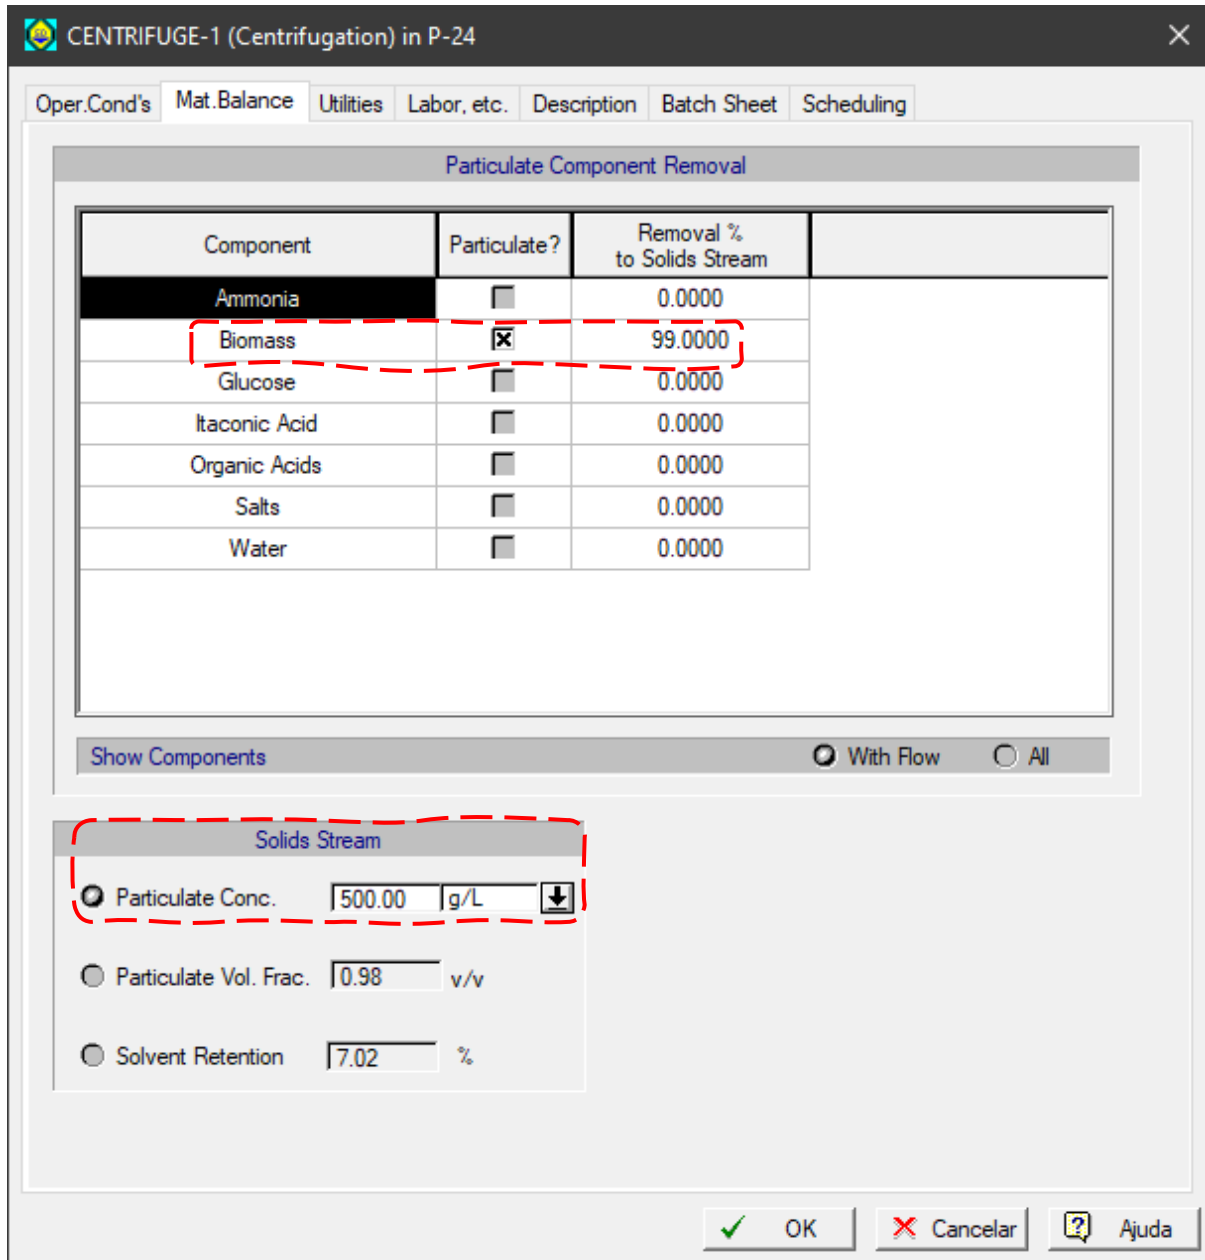 CENTRIFUGE-1 (Centrifugation) in P-24
Oper.Cond's Mat.Balance Utilities Labor, etc. Description Batch Sheet Scheduling
Particulate Component Removal
Component Particulate? Removal % to Solids Stream
Ammonia 0.0000
Biomass 99.0000
Glucose 0.0000
Itaconic Acid 0.0000
Organic Acids 0.0000
Salts 0.0000
Water 0.0000
Show Components With Flow All
Solids Stream
Particulate Conc. 500.00 g/L
Particulate Vol. Frac. 0.98 v/v
Solvent Retention 7.02 %
OK Cancelar Ajuda